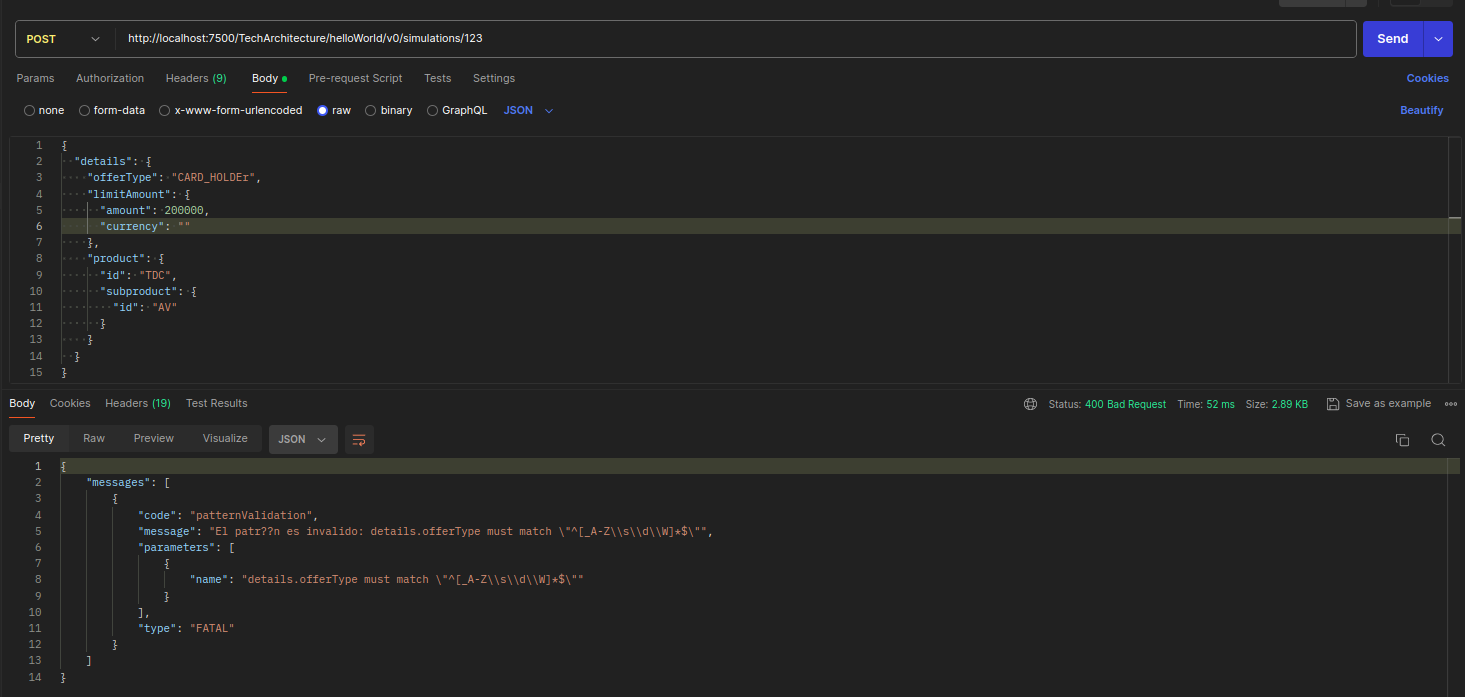 POST http://localhost:7500/TechArchitecture/helloWorld/v0/simulations/123 Send
Params Authorization Headers (9) Body Pre-request Script Tests Settings Cookies
none form-data x-www-form-urlencoded raw binary GraphQL JSON Beautify
1 {
2 "details": {
3 "offerType": "CARD_HOLDEr",
4 "limitAmount": {
5 "amount": 200000,
6 "currency": ""
7 },
8 "product": {
9 "id": "TDC",
10 "subproduct": {
11 "id": "AV"
12 }
13 }
14 }
15 }
Body Cookies Headers (19) Test Results Status: 400 Bad Request Time: 52 ms Size: 2.89 KB Save as example
Pretty Raw Preview Visualize JSON
1 {
2 "messages": [
3 {
4 "code": "patternValidation",
5 "message": "El patr??n es invalido: details.offerType must match \"^[_A-Z\\s\\d\\W]*$\"",
6 "parameters": [
7 {
8 "name": "details.offerType must match \"^[_A-Z\\s\\d\\W]*$\""
9 }
10 ],
11 "type": "FATAL"
12 }
13 ]
14 }